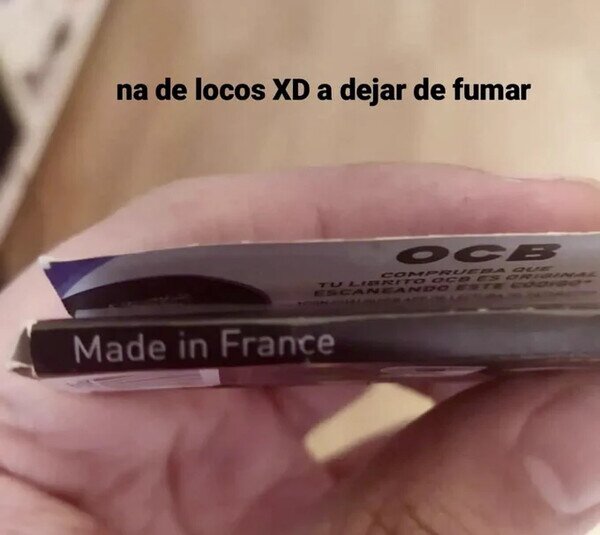 na de locos XD a dejar de fumar
OCB
COMPRUEBA QUE
TU LIBRITO OCB ES ORIGINAL
ESCANEANDO ESTE CÓDIGO**
Made in France